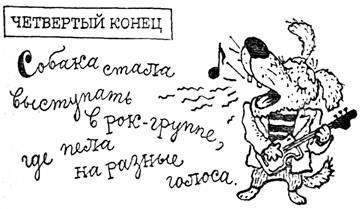 ЧЕТВЕРТЫЙ КОНЕЦ
Собака стала
выступать
в рок-группе,
где пела
на разные
голоса.